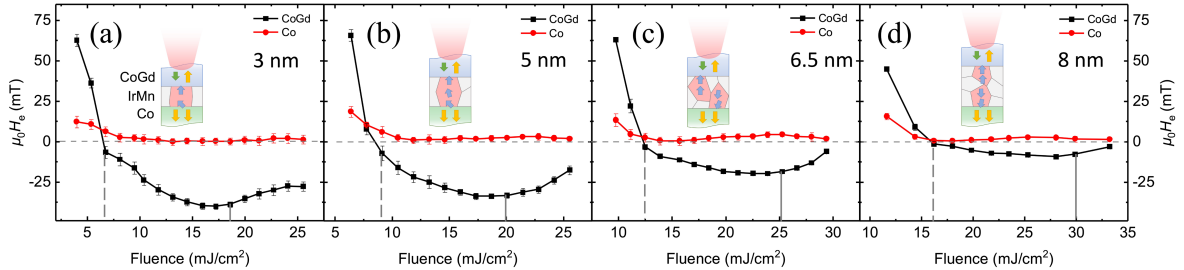 (a)
CoGd
Co
3 nm
CoGd
IrMn
Co
(b)
CoGd
Co
5 nm
(c)
CoGd
Co
6.5 nm
(d)
CoGd
Co
8 nm
μ₀Hₑ (mT)
75
50
25
0
-25
75
50
25
0
-25
μ₀Hₑ (mT)
5 10 15 20 25
5 10 15 20 25
10 15 20 25 30
10 15 20 25 30 35
Fluence (mJ/cm²)
Fluence (mJ/cm²)
Fluence (mJ/cm²)
Fluence (mJ/cm²)